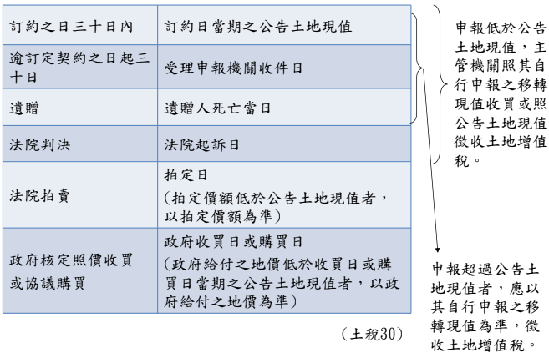 訂約之日三十日內
訂約日當期之公告土地現值
逾訂定契約之日起三
十日
受理申報機關收件日
遺贈
遺贈人死亡當日
法院判決
法院起訴日
法院拍賣
拍定日
(拍定價額低於公告土地現值者，
以拍定價額為準)
政府核定照價收買
或協議購買
政府收買日或購買日
(政府給付之地價低於收買日或購
買日當期之公告土地現值者，以政
府給付之地價為準)
(土稅30)
申報低於公告
土地現值，主
管機關照其自
行申報之移轉
現值收買或照
公告土地現值
徵收土地增值
稅。
申報超過公告土
地現值者，應以
其自行申報之移
轉現值為準，徵
收土地增值稅。